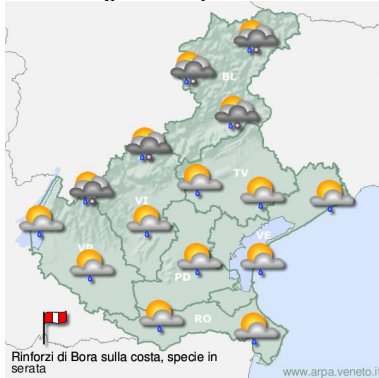 BL
TV
VI
VE
VR
PD
RO
Rinforzi di Bora sulla costa, specie in
serata
www.arpa.veneto.it